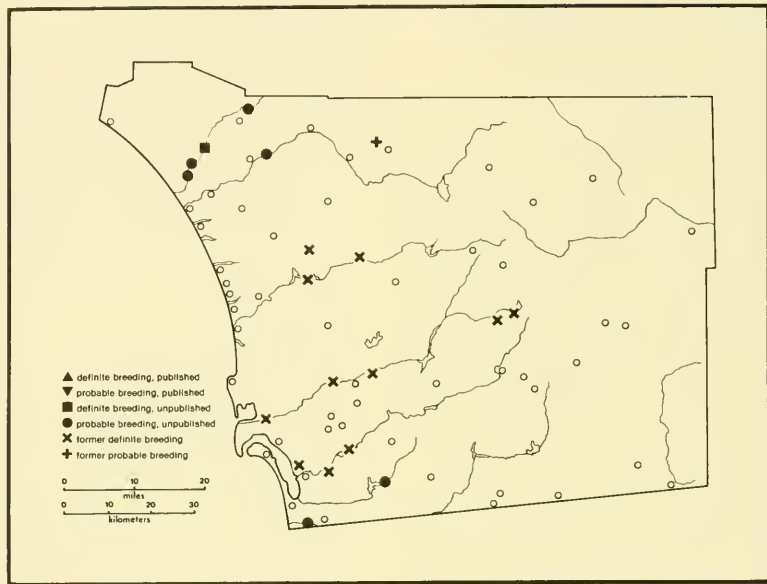 definite breeding, published
probable breeding, published
definite breeding, unpublished
probable breeding, unpublished
former definite breeding
former probable breeding
0 10 20
miles
0 10 20 30
kilometers